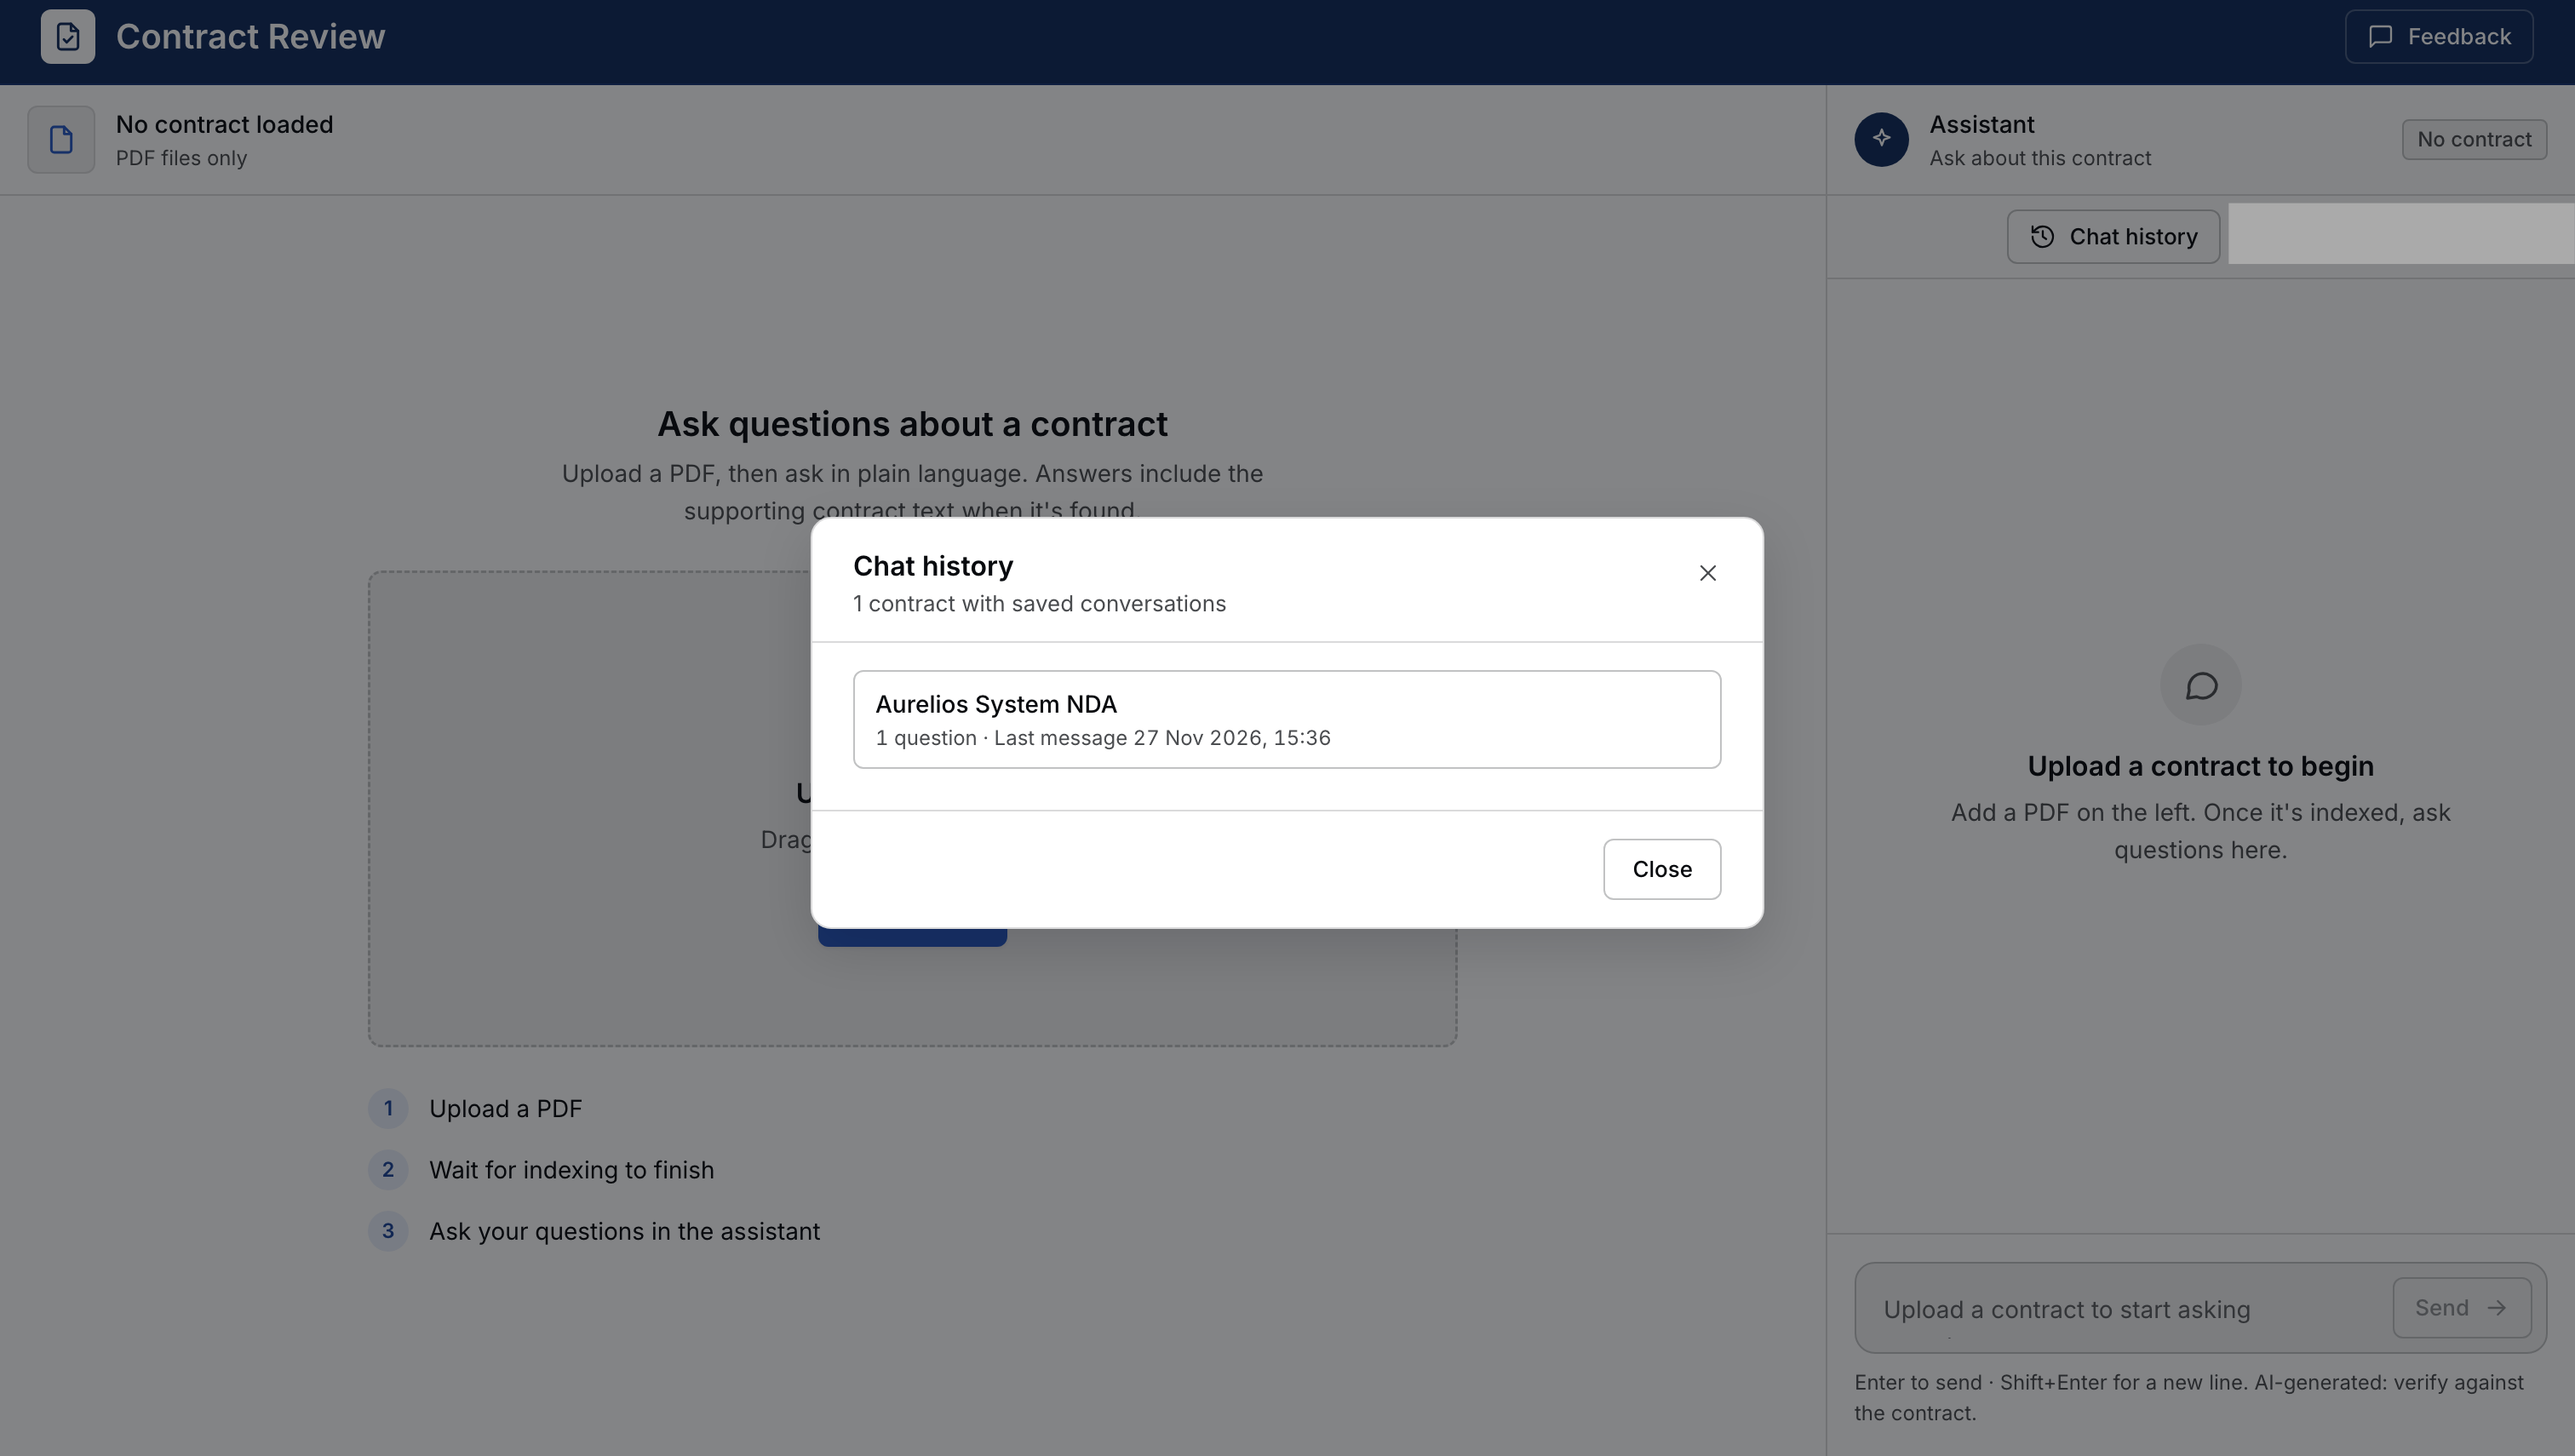 Contract Review
Feedback
No contract loaded
PDF files only
Assistant
Ask about this contract
No contract
Chat history
Ask questions about a contract
Upload a PDF, then ask in plain language. Answers include the
supporting contract text when it's found.
Chat history
1 contract with saved conversations
Aurelios System NDA
1 question · Last message 27 Nov 2026, 15:36
Close
1 Upload a PDF
2 Wait for indexing to finish
3 Ask your questions in the assistant
Upload a contract to begin
Add a PDF on the left. Once it's indexed, ask
questions here.
Upload a contract to start asking
Send
Enter to send · Shift+Enter for a new line. AI-generated: verify against
the contract.